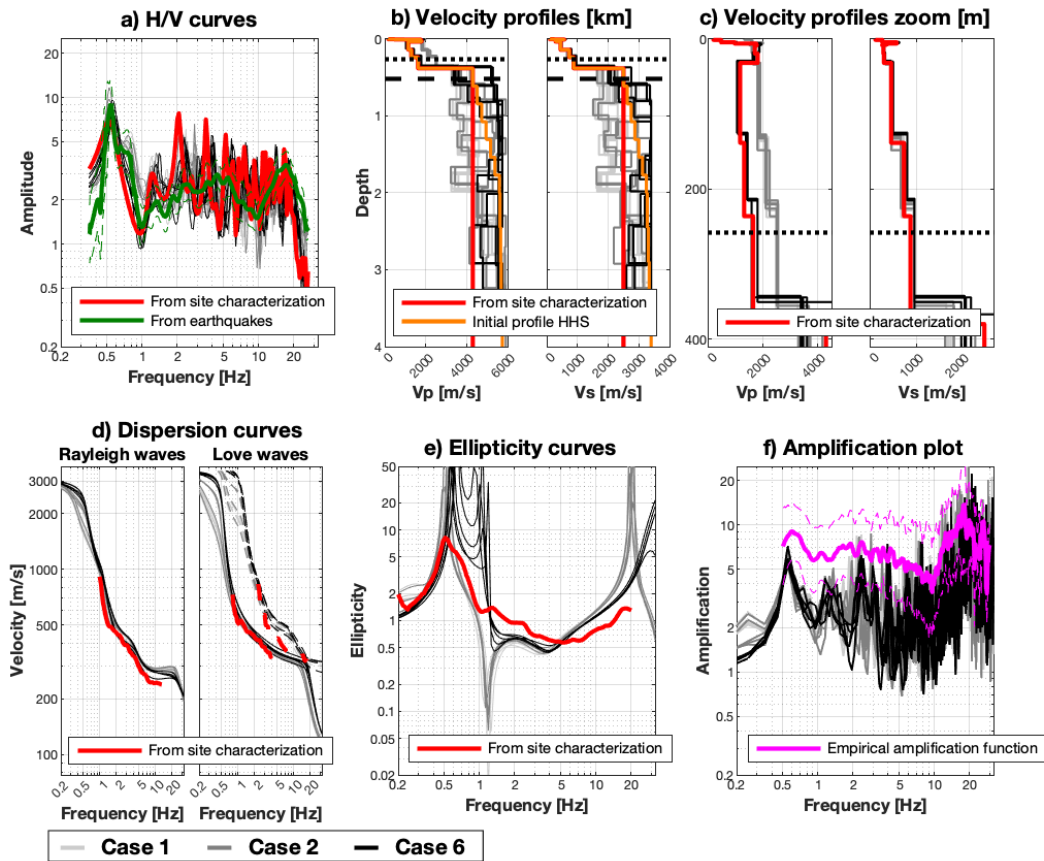 a) H/V curves
25
10
5
2
1
0.5
0.2
Amplitude
0.2 0.5 1 2 5 10 20
Frequency [Hz]
From site characterization
From earthquakes
b) Velocity profiles [km]
0
1
2
3
4
Depth
0 2000 4000 6000
Vp [m/s]
0 1000 2000 3000 4000
Vs [m/s]
From site characterization
Initial profile HHS
c) Velocity profiles zoom [m]
0
200
400
0 2000 4000
Vp [m/s]
0 1000 2000
Vs [m/s]
From site characterization
d) Dispersion curves
Rayleigh waves Love waves
3000
2000
1000
500
200
100
Velocity [m/s]
0.2 0.5 1 2 5 10 20
0.2 0.5 1 2 5 10 20
Frequency [Hz] Frequency [Hz]
From site characterization
e) Ellipticity curves
50
20
10
5
2
1
0.5
0.2
0.1
0.05
0.02
Ellipticity
0.2 0.5 1 2 5 10 20
Frequency [Hz]
From site characterization
f) Amplification plot
20
10
5
2
1
0.5
0.2
Amplification
0.2 0.5 1 2 5 10 20
Frequency [Hz]
Empirical amplification function
Case 1 Case 2 Case 6